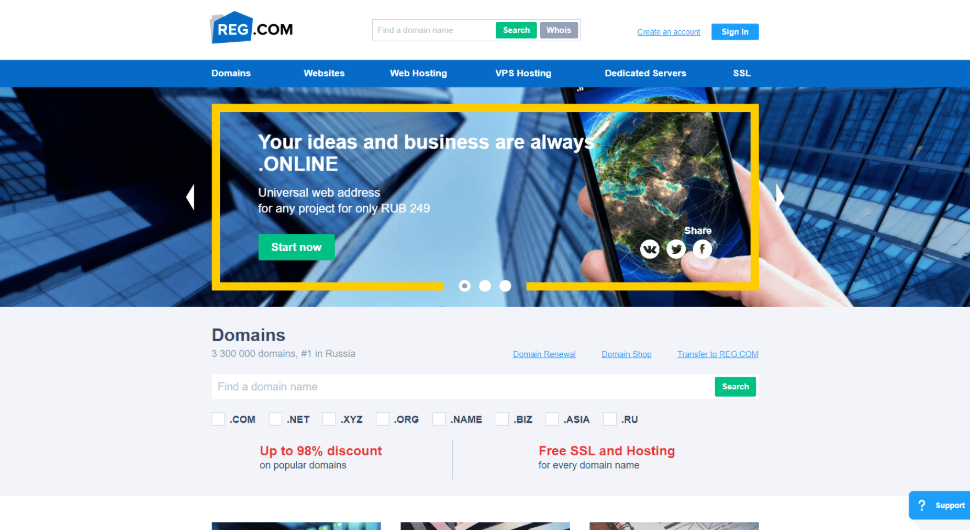 REG.COM
Find a domain name
Search
Whois
Create an account
Sign In
Domains
Websites
Web Hosting
VPS Hosting
Dedicated Servers
SSL
Your ideas and business are always
.ONLINE
Universal web address
for any project for only RUB 249
Start now
Share
Domains
3 300 000 domains, #1 in Russia
Domain Renewal
Domain Shop
Transfer to REG.COM
Find a domain name
Search
.COM
.NET
.XYZ
.ORG
.NAME
.BIZ
.ASIA
.RU
Up to 98% discount
on popular domains
Free SSL and Hosting
for every domain name
? Support